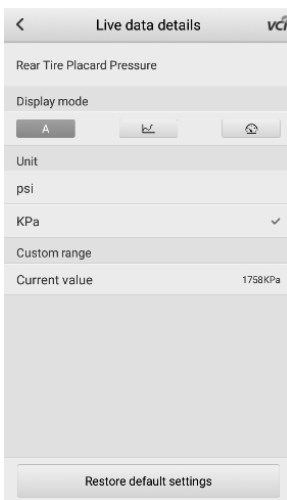 Live data details
VCI
Rear Tire Placard Pressure
Display mode
A
Unit
psi
KPa
Custom range
Current value 1758KPa
Restore default settings